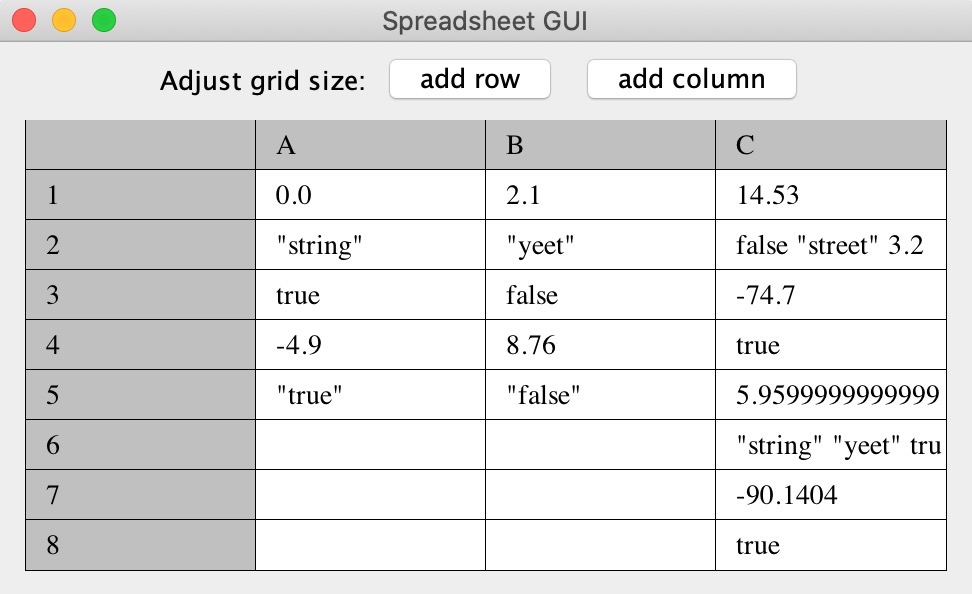 Spreadsheet GUI
Adjust grid size: add row add column
A B C
1 0.0 2.1 14.53
2 "string" "yeet" false "street" 3.2
3 true false -74.7
4 -4.9 8.76 true
5 "true" "false" 5.9599999999999
6 "string" "yeet" tru
7 -90.1404
8 true